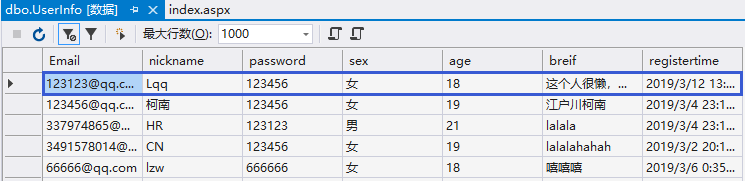 dbo.UserInfo [数据] index.aspx
最大行数(O): 1000
Email nickname password sex age breif registertime
123123@qq.c... Lqq 123456 女 18 这个人很懒，... 2019/3/12 13:...
123456@qq.c... 柯南 123456 女 19 江户川柯南 2019/3/4 23:1...
337974865@... HR 123123 男 21 lalala 2019/3/4 23:1...
3491578014@... CN 123456 女 19 lalalahahah 2019/3/2 20:1...
66666@qq.com lzw 666666 女 18 嘻嘻嘻 2019/3/6 0:35...